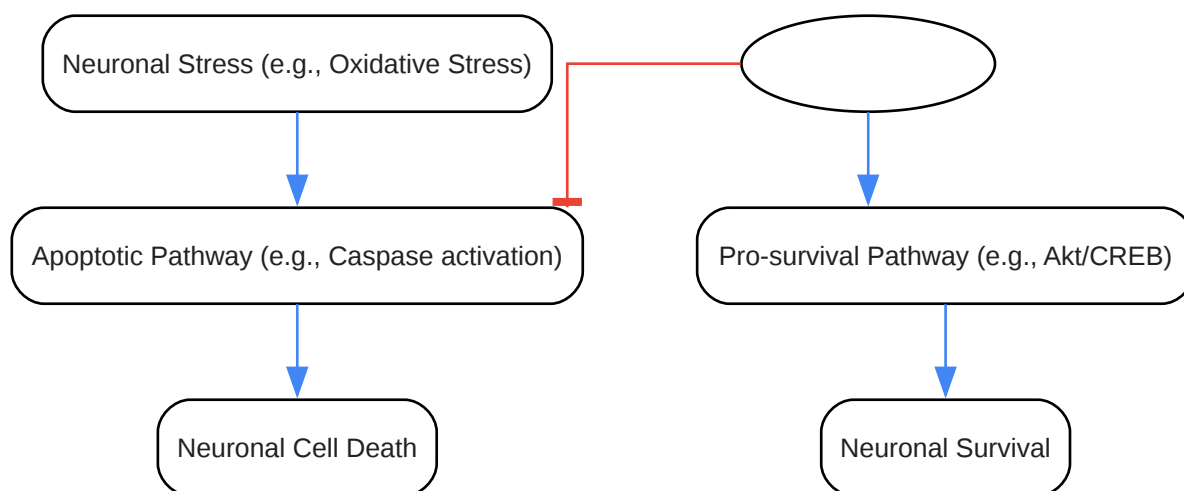 Neuronal Stress (e.g., Oxidative Stress)
Apoptotic Pathway (e.g., Caspase activation)
Pro-survival Pathway (e.g., Akt/CREB)
Neuronal Cell Death
Neuronal Survival